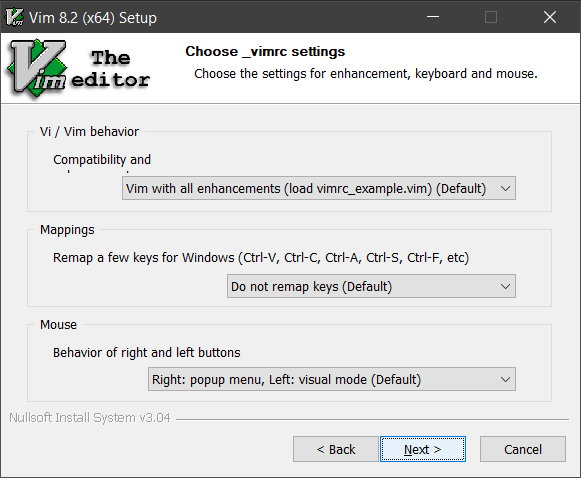 Vim 8.2 (x64) Setup
Vim The editor
Choose _vimrc settings
Choose the settings for enhancement, keyboard and mouse.
Vi / Vim behavior
Compatibility and
Vim with all enhancements (load vimrc_example.vim) (Default)
Mappings
Remap a few keys for Windows (Ctrl-V, Ctrl-C, Ctrl-A, Ctrl-S, Ctrl-F, etc)
Do not remap keys (Default)
Mouse
Behavior of right and left buttons
Right: popup menu, Left: visual mode (Default)
Nullsoft Install System v3.04
< Back
Next >
Cancel